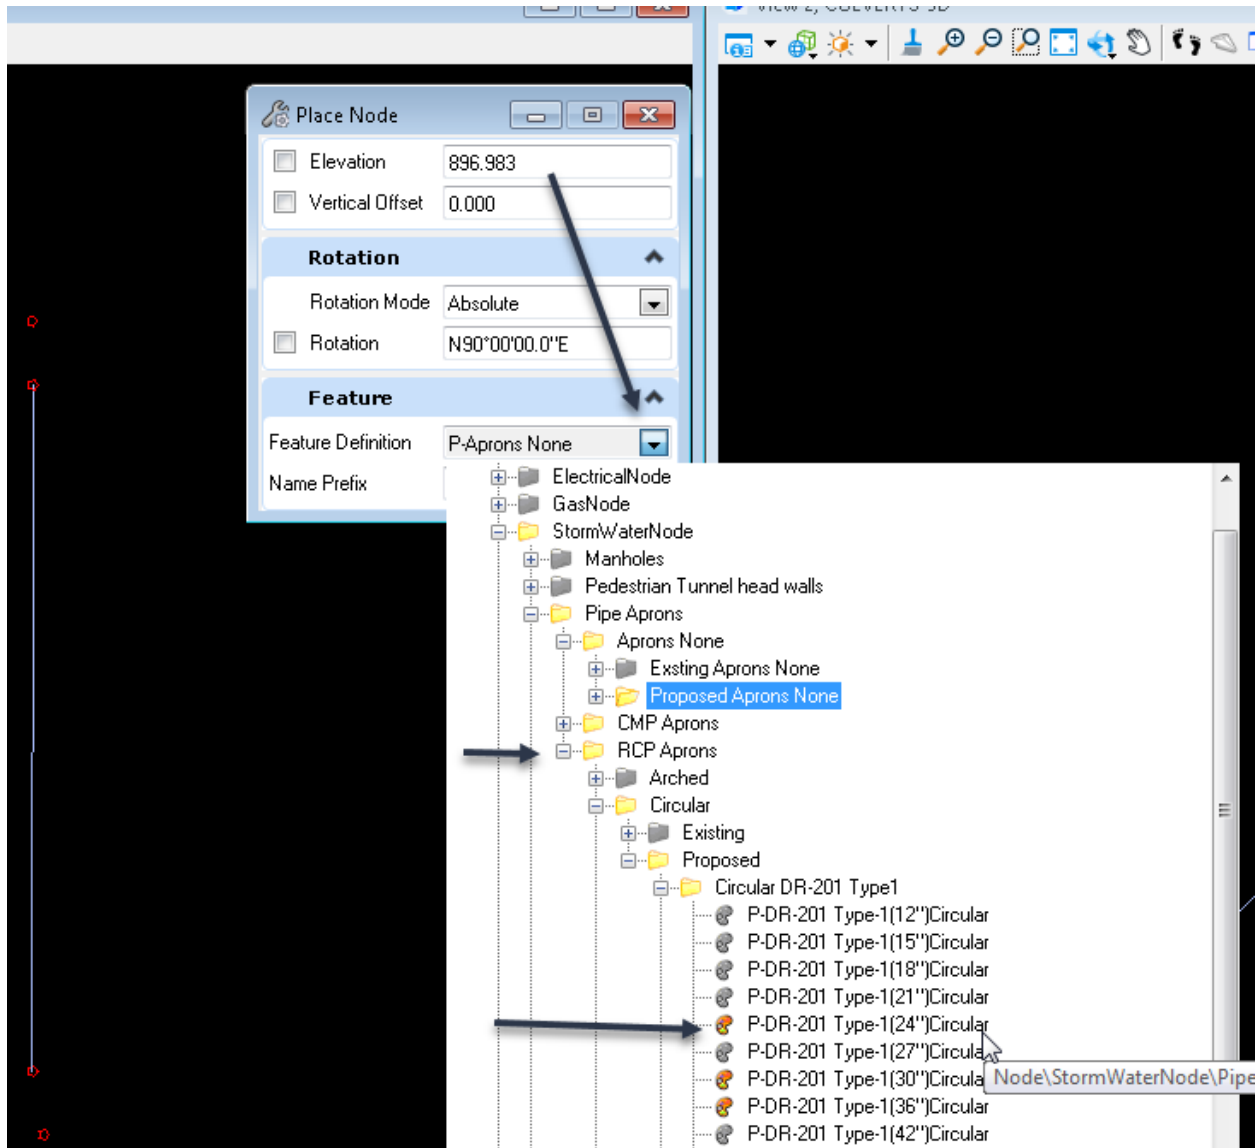 Place Node
Elevation 896.983
Vertical Offset 0.000
Rotation
Rotation Mode Absolute
Rotation N90°00'00.0"E
Feature
Feature Definition P-Aprons None
Name Prefix
ElectricalNode
GasNode
StormWaterNode
Manholes
Pedestrian Tunnel head walls
Pipe Aprons
Aprons None
Exsting Aprons None
Proposed Aprons None
CMP Aprons
RCP Aprons
Arched
Circular
Existing
Proposed
Circular DR-201 Type1
P-DR-201 Type-1(12")Circular
P-DR-201 Type-1(15")Circular
P-DR-201 Type-1(18")Circular
P-DR-201 Type-1(21")Circular
P-DR-201 Type-1(24")Circular
P-DR-201 Type-1(27")Circula
P-DR-201 Type-1(30")Circula
Node\StormWaterNode\Pipe
P-DR-201 Type-1(36")Circular
P-DR-201 Type-1(42")Circular